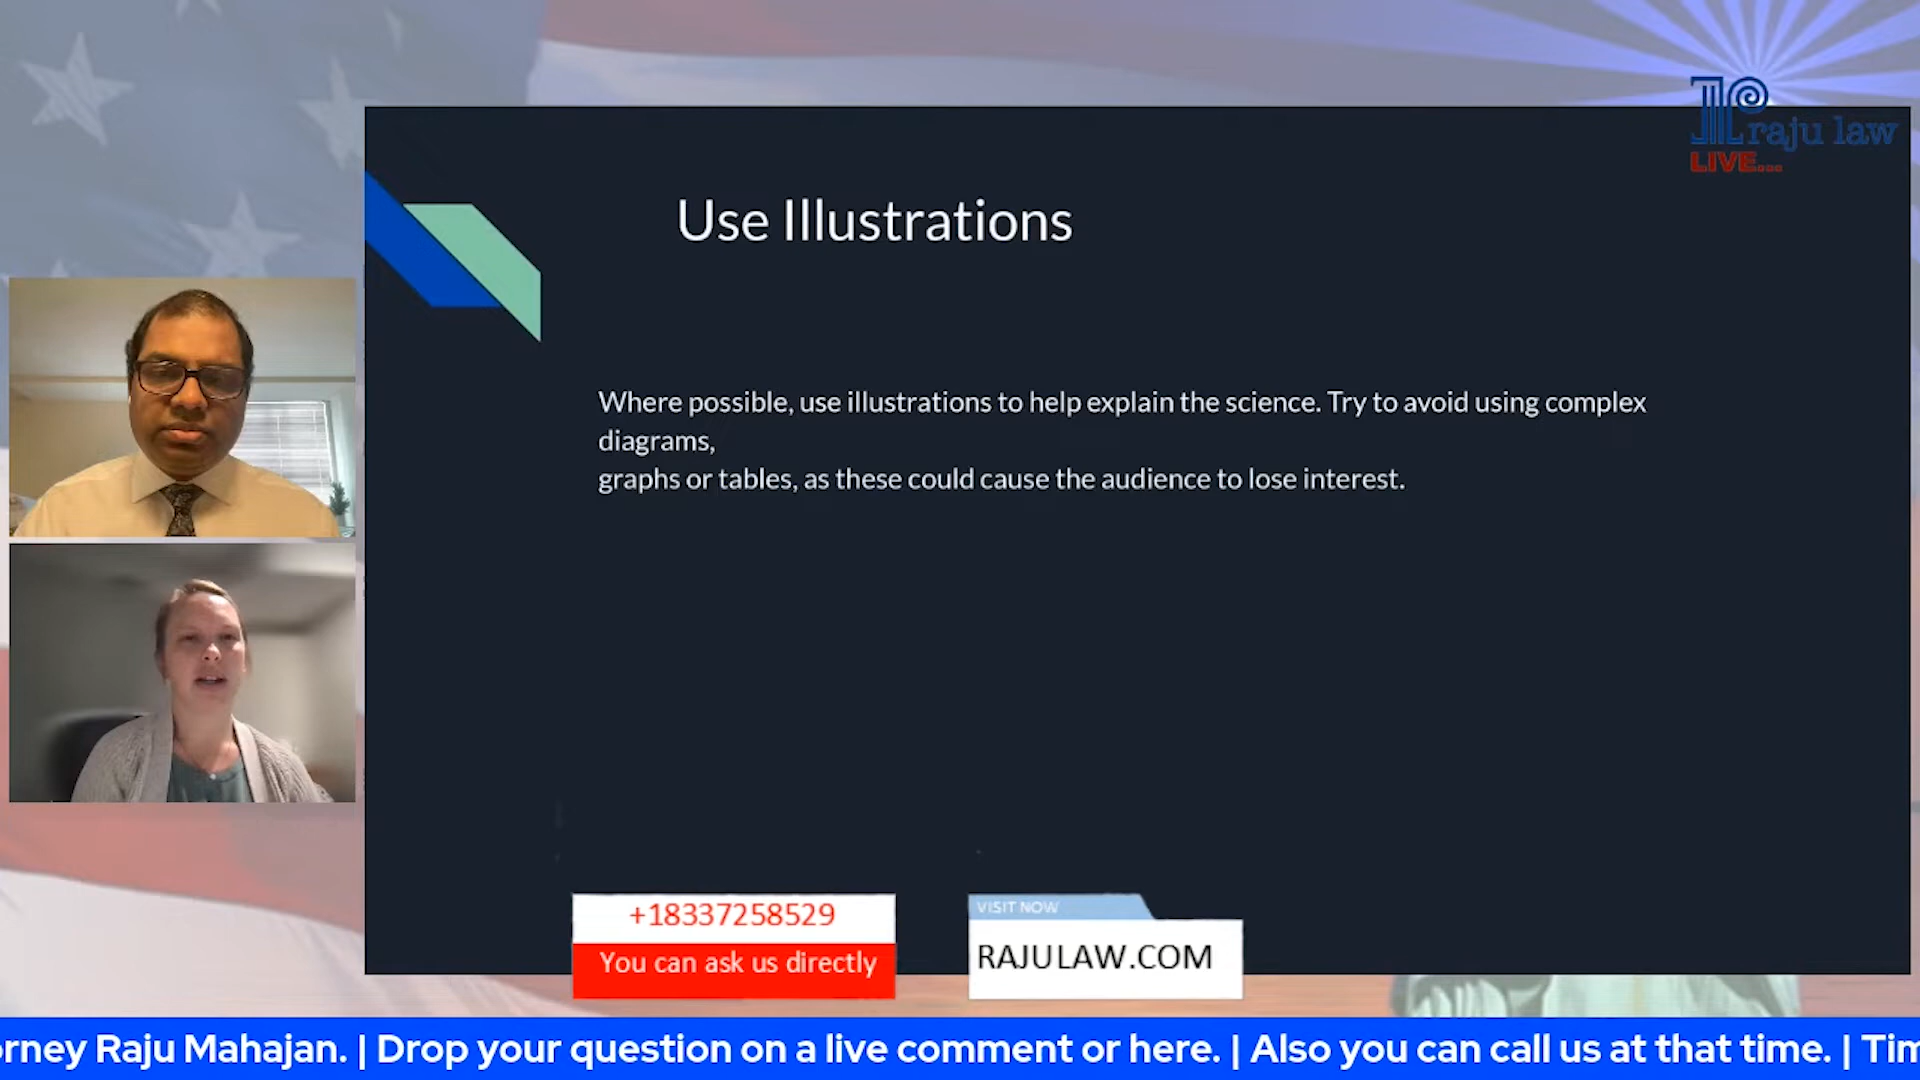 raju law
LIVE...
Use Illustrations
Where possible, use illustrations to help explain the science. Try to avoid using complex
diagrams,
graphs or tables, as these could cause the audience to lose interest.
+18337258529
You can ask us directly
VISIT NOW
RAJULAW.COM
orney Raju Mahajan. | Drop your question on a live comment or here. | Also you can call us at that time. | Tim